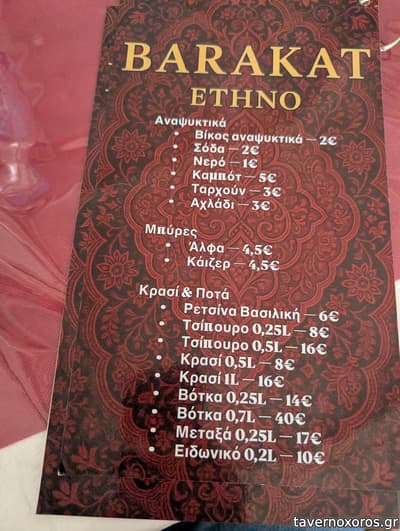 BARAKAT
ETHNO
Αναψυκτικά
• Βίκος αναψυκτικά — 2€
• Σόδα — 2€
• Νερό — 1€
• Καμπότ — 5€
• Ταρχούν — 3€
• Αχλάδι — 3€
Μπύρες
• Άλφα — 4,5€
• Κάιζερ — 4,5€
Κρασί & Ποτά
• Ρετσίνα Βασιλική — 6€
• Τσίπουρο 0,25L — 8€
• Τσίπουρο 0,5L — 16€
• Κρασί 0,5L — 8€
• Κρασί 1L — 16€
• Βότκα 0,25L — 14€
• Βότκα 0,7L — 40€
• Μεταξά 0,25L — 17€
• Ειδωνικό 0,2L — 10€
tavernoxoros.gr